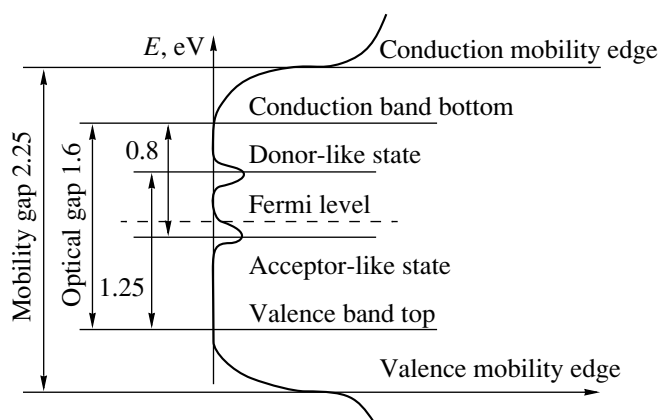 E, eV
Conduction mobility edge
Conduction band bottom
0.8
Donor-like state
Mobility gap 2.25
Optical gap 1.6
Fermi level
1.25
Acceptor-like state
Valence band top
Valence mobility edge